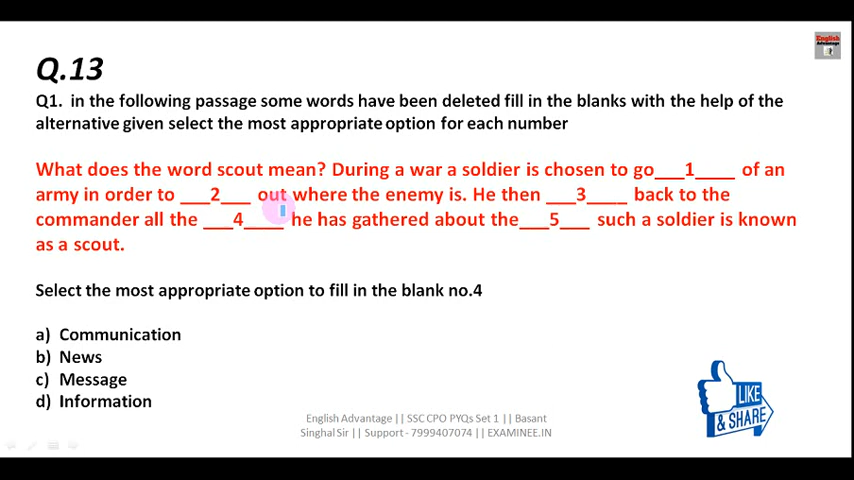 English
Advantage
Q.13
Q1. in the following passage some words have been deleted fill in the blanks with the help of the
alternative given select the most appropriate option for each number
What does the word scout mean? During a war a soldier is chosen to go___1____ of an
army in order to ___2___ out where the enemy is. He then ___3____ back to the
commander all the ___4____ he has gathered about the___5___ such a soldier is known
as a scout.
Select the most appropriate option to fill in the blank no.4
a) Communication
b) News
c) Message
d) Information
LIKE
& SHARE
English Advantage || SSC CPO PYQs Set 1 || Basant
Singhal Sir || Support - 7999407074 || EXAMINEE.IN